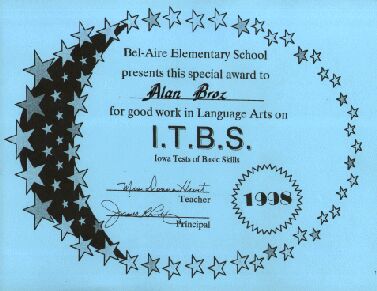 Bel-Aire Elementary School
presents this special award to
Alan Broz
for good work in Language Arts on
I.T.B.S.
Iowa Tests of Basic Skills
1998
Teacher
Principal